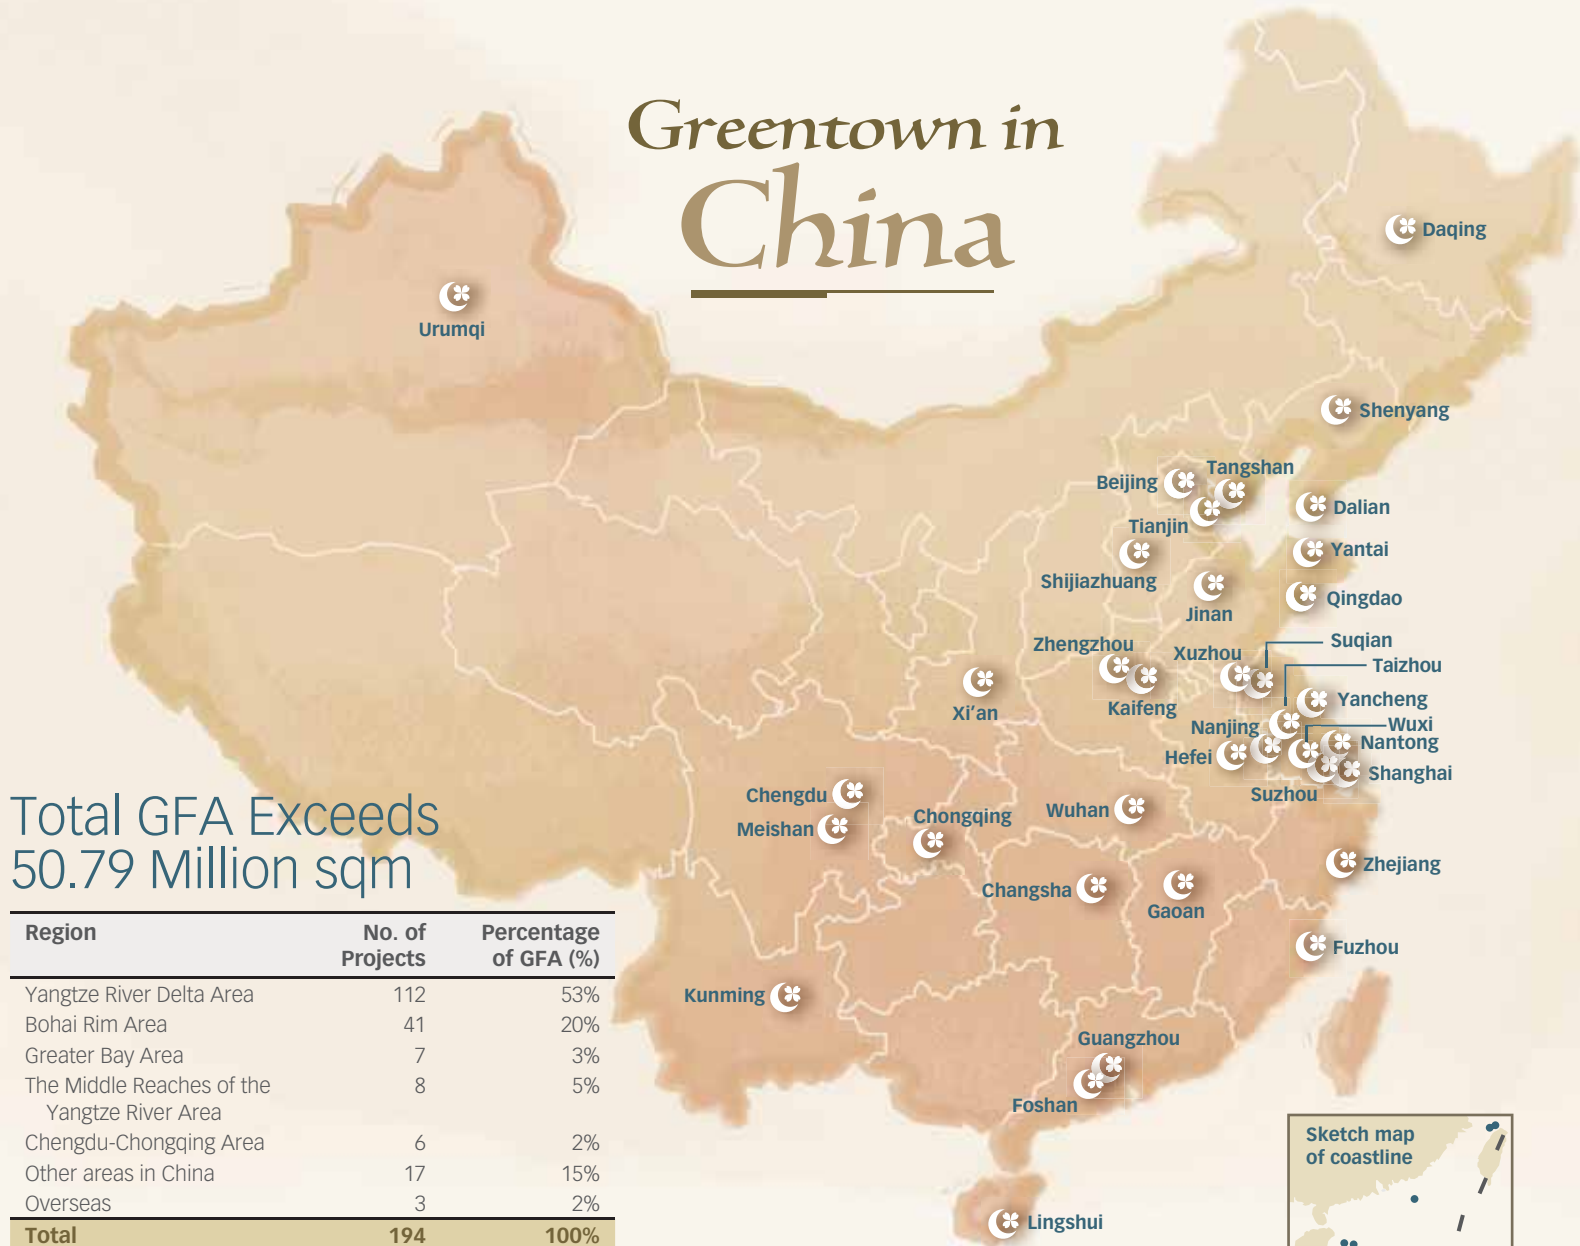 Greentown in
China
Daqing
Urumqi
Shenyang
Tangshan
Beijing
Dalian
Tianjin
Yantai
Shijiazhuang
Qingdao
Jinan
Suqian
Zhengzhou
Xuzhou
Taizhou
Yancheng
Kaifeng
Xi'an
Nanjing
Wuxi
Nantong
Hefei
Shanghai
Suzhou
Chengdu
Chongqing
Wuhan
Meishan
Zhejiang
Changsha
Gaoan
Fuzhou
Kunming
Guangzhou
Foshan
Lingshui
Sketch map
of coastline
Total GFA Exceeds
50.79 Million sqm
Region No. of Projects Percentage of GFA (%)
Yangtze River Delta Area 112 53%
Bohai Rim Area 41 20%
Greater Bay Area 7 3%
The Middle Reaches of the 8 5%
Yangtze River Area
Chengdu-Chongqing Area 6 2%
Other areas in China 17 15%
Overseas 3 2%
Total 194 100%